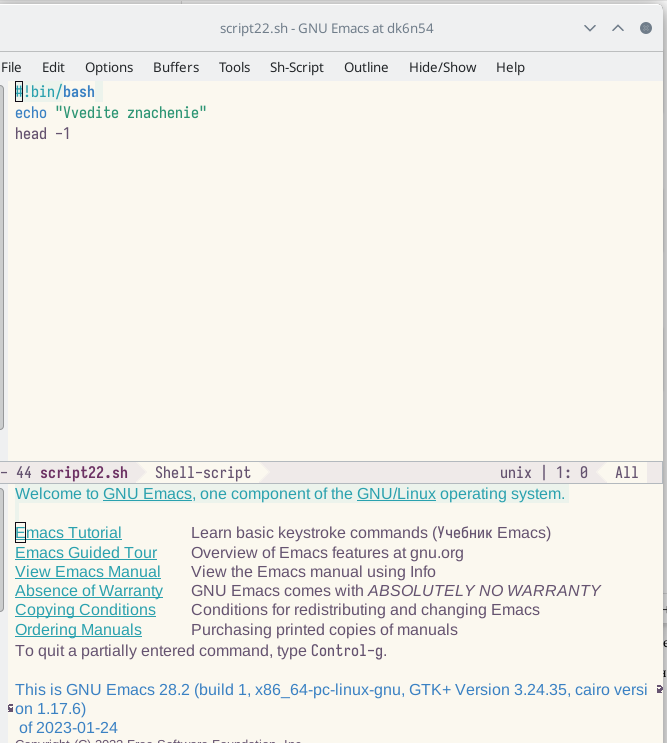 script22.sh - GNU Emacs at dk6n54
File Edit Options Buffers Tools Sh-Script Outline Hide/Show Help
#!bin/bash
echo "Vvedite znachenie"
head -1
- 44 script22.sh Shell-script unix | 1: 0 All
Welcome to GNU Emacs, one component of the GNU/Linux operating system.
Emacs Tutorial Learn basic keystroke commands (Учебник Emacs)
Emacs Guided Tour Overview of Emacs features at gnu.org
View Emacs Manual View the Emacs manual using Info
Absence of Warranty GNU Emacs comes with ABSOLUTELY NO WARRANTY
Copying Conditions Conditions for redistributing and changing Emacs
Ordering Manuals Purchasing printed copies of manuals
To quit a partially entered command, type Control-g.
This is GNU Emacs 28.2 (build 1, x86_64-pc-linux-gnu, GTK+ Version 3.24.35, cairo versi
on 1.17.6)
of 2023-01-24